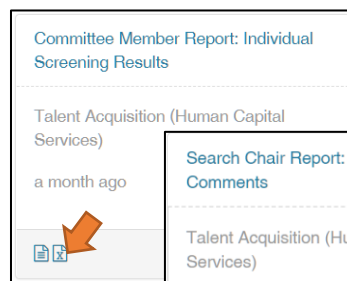 Committee Member Report: Individual
Screening Results
Talent Acquisition (Human Capital
Services)
a month ago
Search Chair Report:
Comments
Talent Acquisition (Hu
Services)